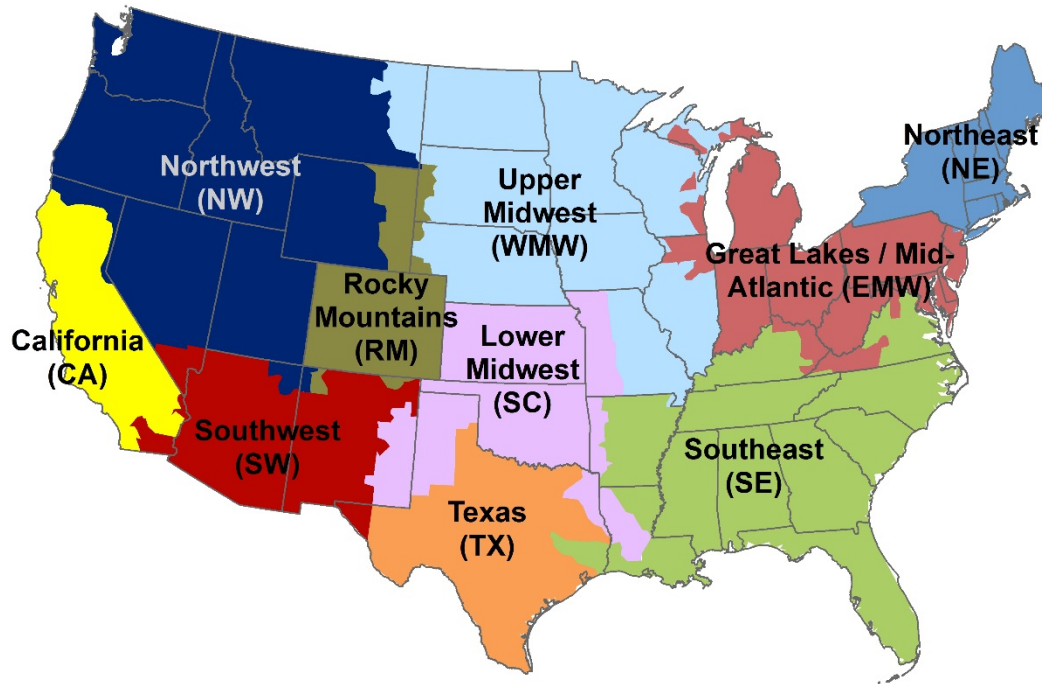 Northwest
(NW)
Upper
Midwest
(WMW)
Northeast
(NE)
Great Lakes / Mid-
Atlantic (EMW)
Rocky
Mountains
(RM)
California
(CA)
Lower
Midwest
(SC)
Southwest
(SW)
Southeast
(SE)
Texas
(TX)